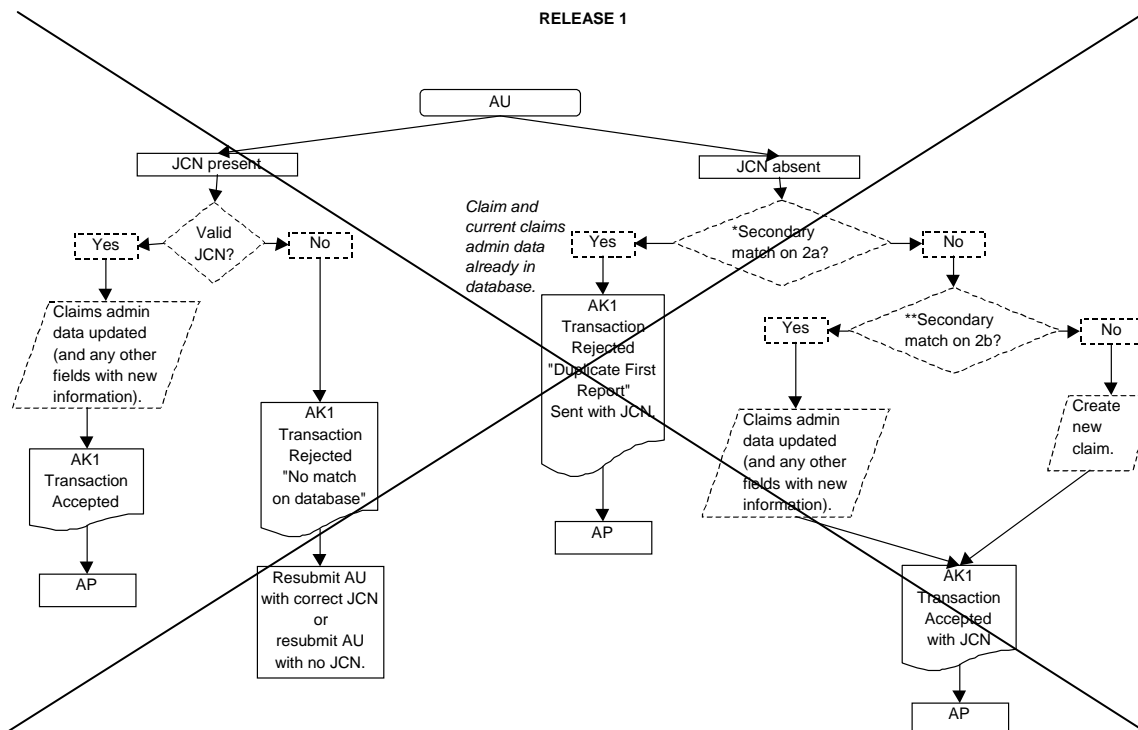 RELEASE 1
AU
JCN present
JCN absent
Valid
JCN?
Yes
No
Claim and
current claims
admin data
already in
database.
Yes
*Secondary
match on 2a?
No
Claims admin
data updated
(and any other
fields with new
information).
AK1
Transaction
Rejected
"Duplicate First
Report"
Sent with JCN.
Yes
**Secondary
match on 2b?
No
AK1
Transaction
Rejected
"No match
on database"
Claims admin
data updated
(and any other
fields with new
information).
Create
new
claim.
AK1
Transaction
Accepted
AP
AP
Resubmit AU
with correct JCN
or
resubmit AU
with no JCN.
AK1
Transaction
Accepted
with JCN
AP